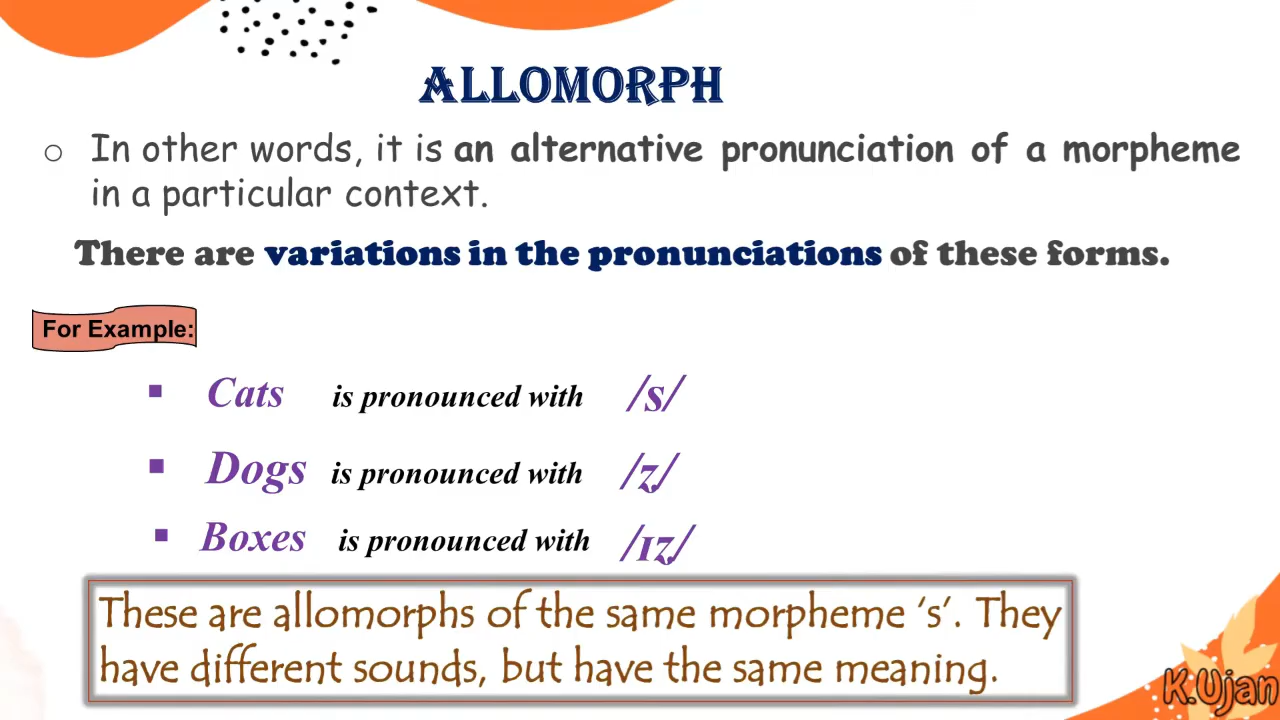 ALLOMORPH
o In other words, it is an alternative pronunciation of a morpheme
in a particular context.
There are variations in the pronunciations of these forms.
For Example:
▪ Cats is pronounced with /s/
▪ Dogs is pronounced with /z/
▪ Boxes is pronounced with /ɪz/
These are allomorphs of the same morpheme ‘s’. They
have different sounds, but have the same meaning.
K.Ujan